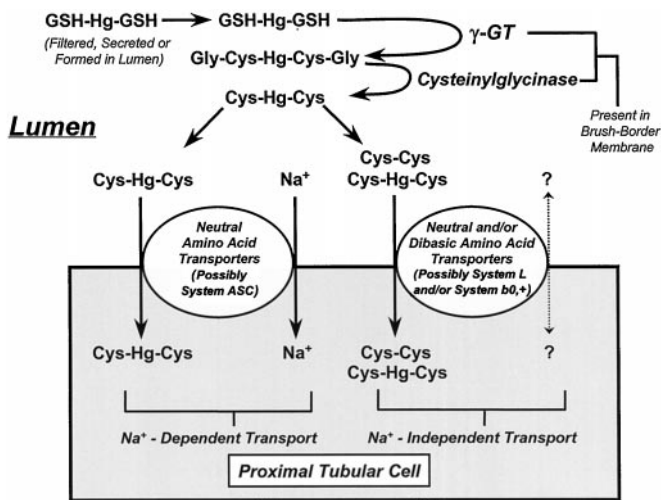 GSH-Hg-GSH
GSH-Hg-GSH
(Filtered, Secreted or
Formed in Lumen)
γ-GT
Gly-Cys-Hg-Cys-Gly
Cysteinylglycinase
Cys-Hg-Cys
Present in
Brush-Border
Membrane
Lumen
Cys-Hg-Cys
Na⁺
Cys-Cys
Cys-Hg-Cys
?
Neutral
Amino Acid
Transporters
(Possibly
System ASC)
Neutral and/or
Dibasic Amino Acid
Transporters
(Possibly System L
and/or System b0,+)
Cys-Hg-Cys
Na⁺
Cys-Cys
Cys-Hg-Cys
?
Na⁺ - Dependent Transport
Na⁺ - Independent Transport
Proximal Tubular Cell